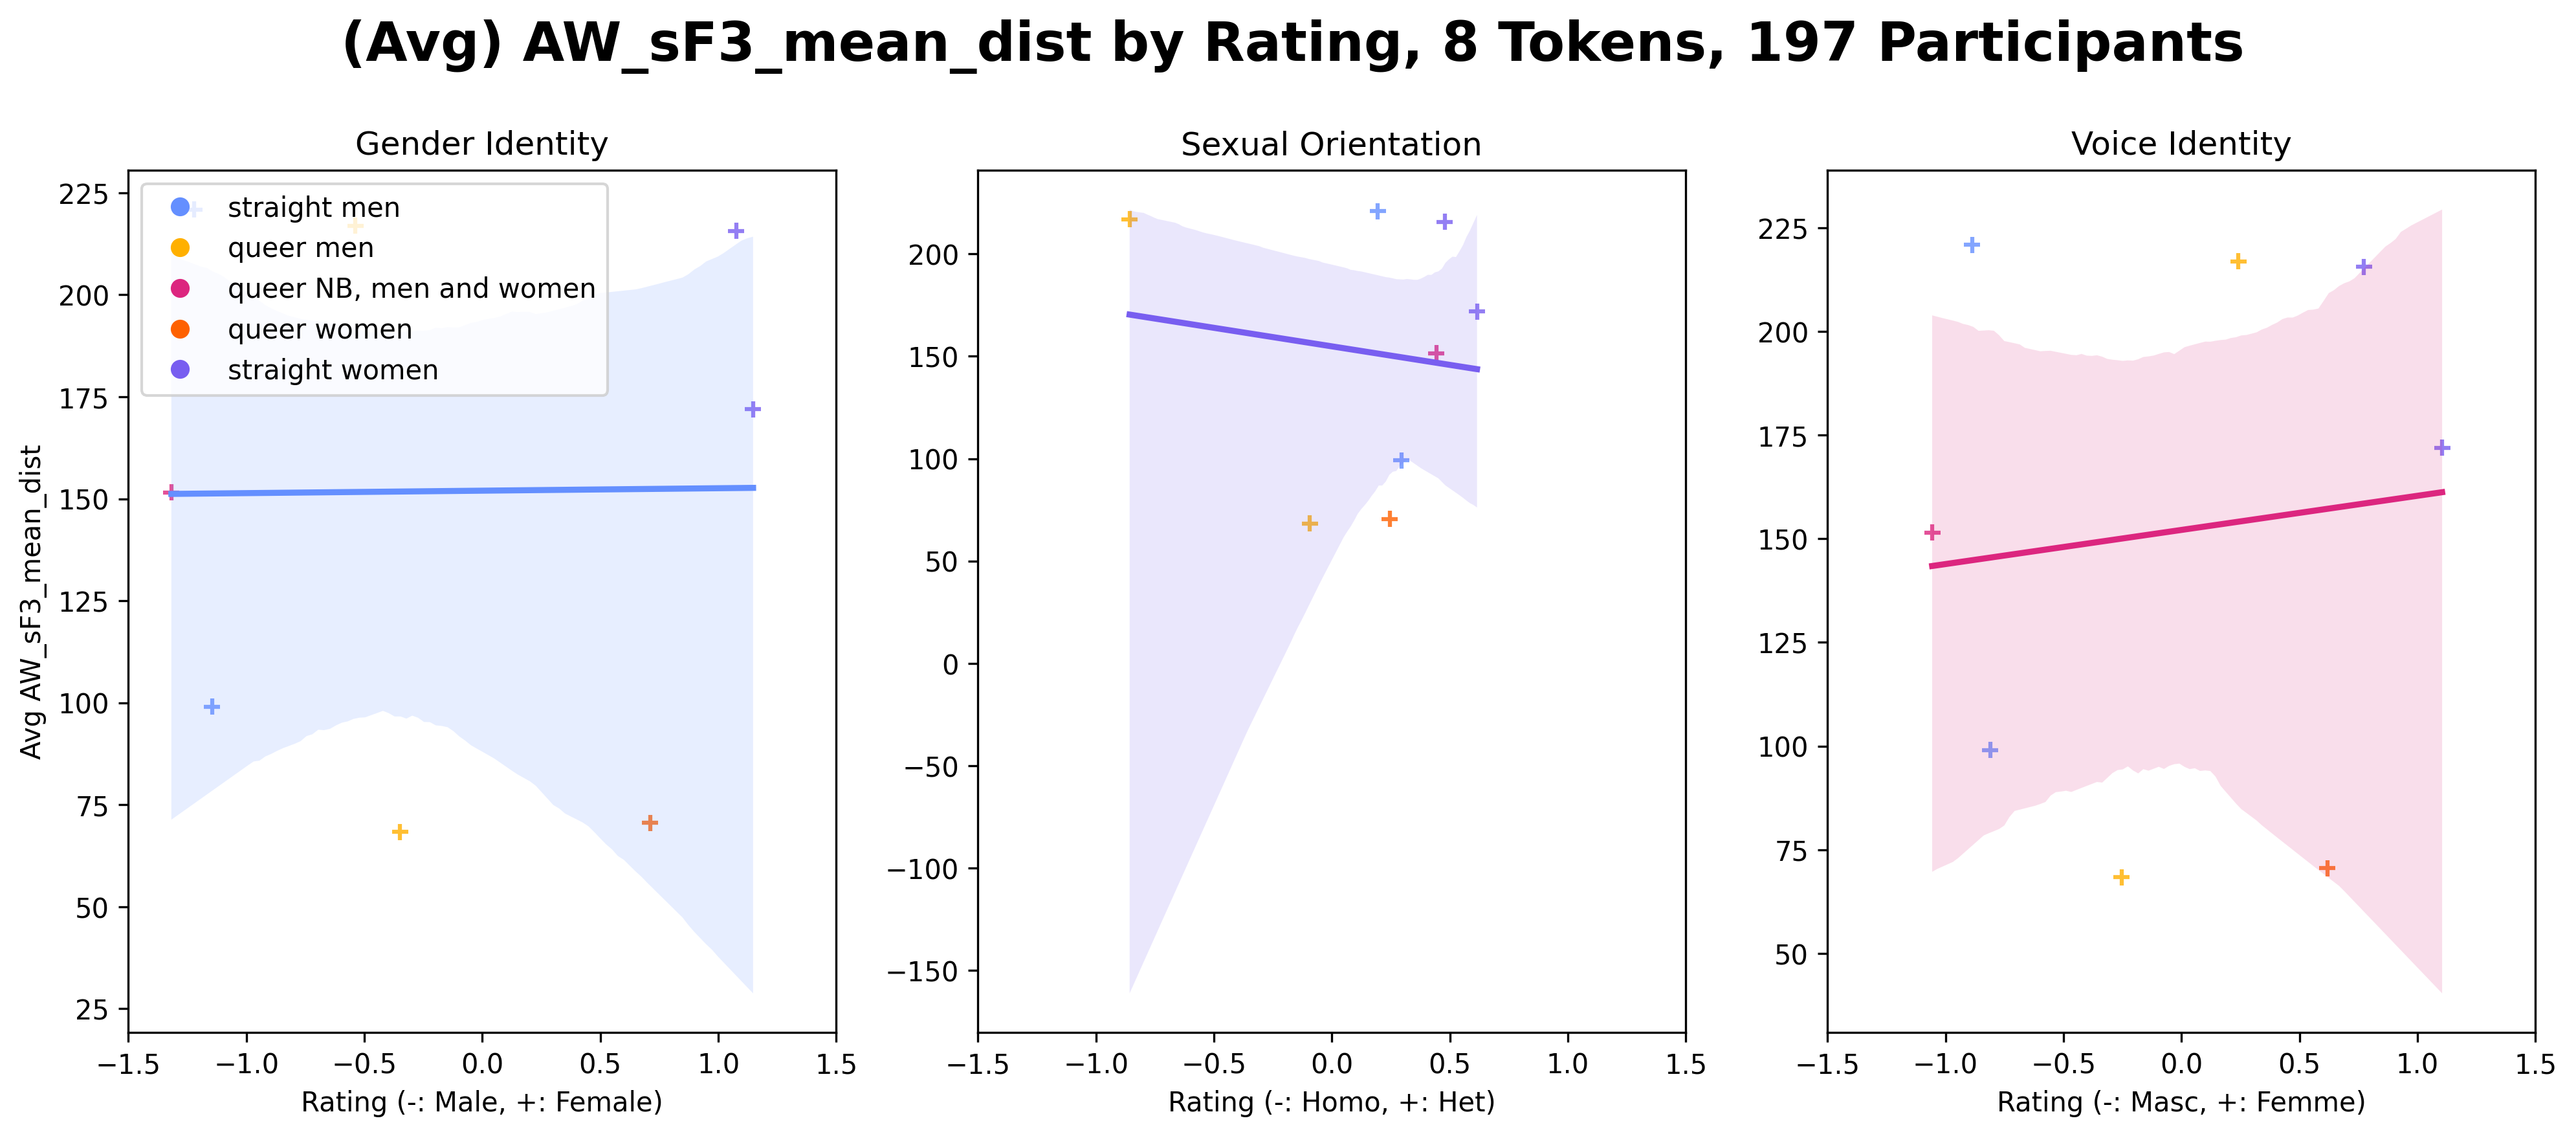 (Avg) AW_sF3_mean_dist by Rating, 8 Tokens, 197 Participants
Gender Identity
Avg AW_sF3_mean_dist
225
200
175
150
125
100
75
50
25
straight men
queer men
queer NB, men and women
queer women
straight women
−1.5 −1.0 −0.5 0.0 0.5 1.0 1.5
Rating (-: Male, +: Female)
Sexual Orientation
200
150
100
50
0
−50
−100
−150
−1.5 −1.0 −0.5 0.0 0.5 1.0 1.5
Rating (-: Homo, +: Het)
Voice Identity
225
200
175
150
125
100
75
50
−1.5 −1.0 −0.5 0.0 0.5 1.0 1.5
Rating (-: Masc, +: Femme)